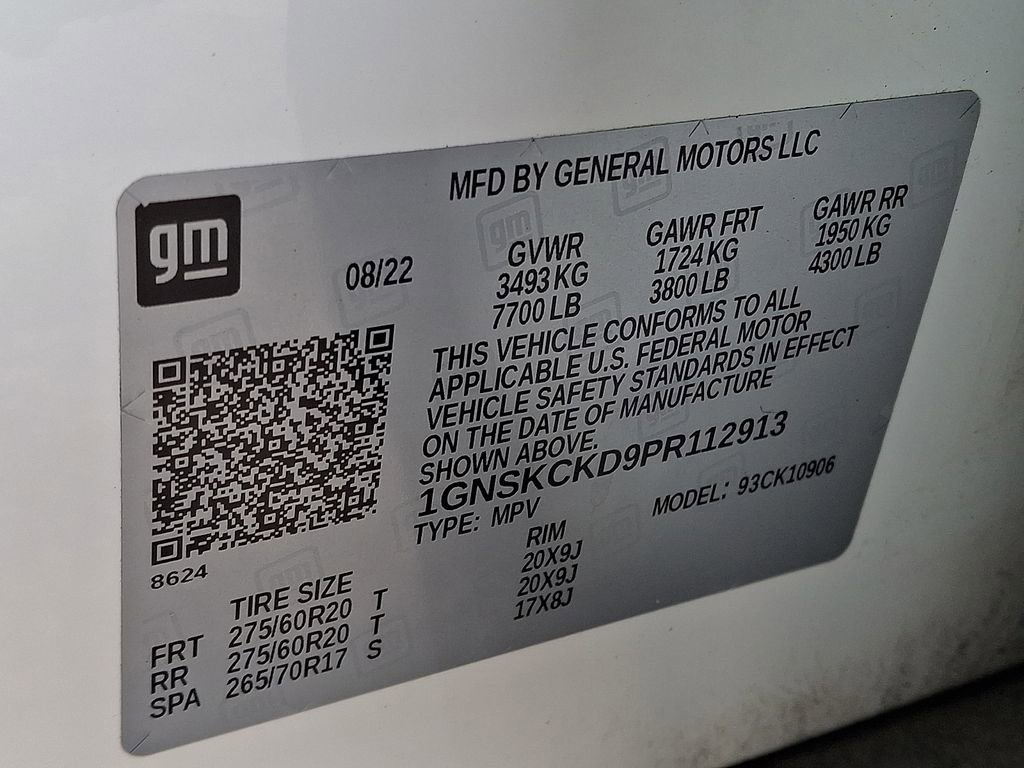 gm
MFD BY GENERAL MOTORS LLC
08/22
GVWR GAWR FRT GAWR RR
3493 KG 1724 KG 1950 KG
7700 LB 3800 LB 4300 LB
THIS VEHICLE CONFORMS TO ALL
APPLICABLE U.S. FEDERAL MOTOR
VEHICLE SAFETY STANDARDS IN EFFECT
ON THE DATE OF MANUFACTURE
SHOWN ABOVE.
1GNSKCKD9PR112913
TYPE: MPV MODEL: 93CK10906
8624
TIRE SIZE RIM
FRT 275/60R20 T 20X9J
RR 275/60R20 T 20X9J
SPA 265/70R17 S 17X8J